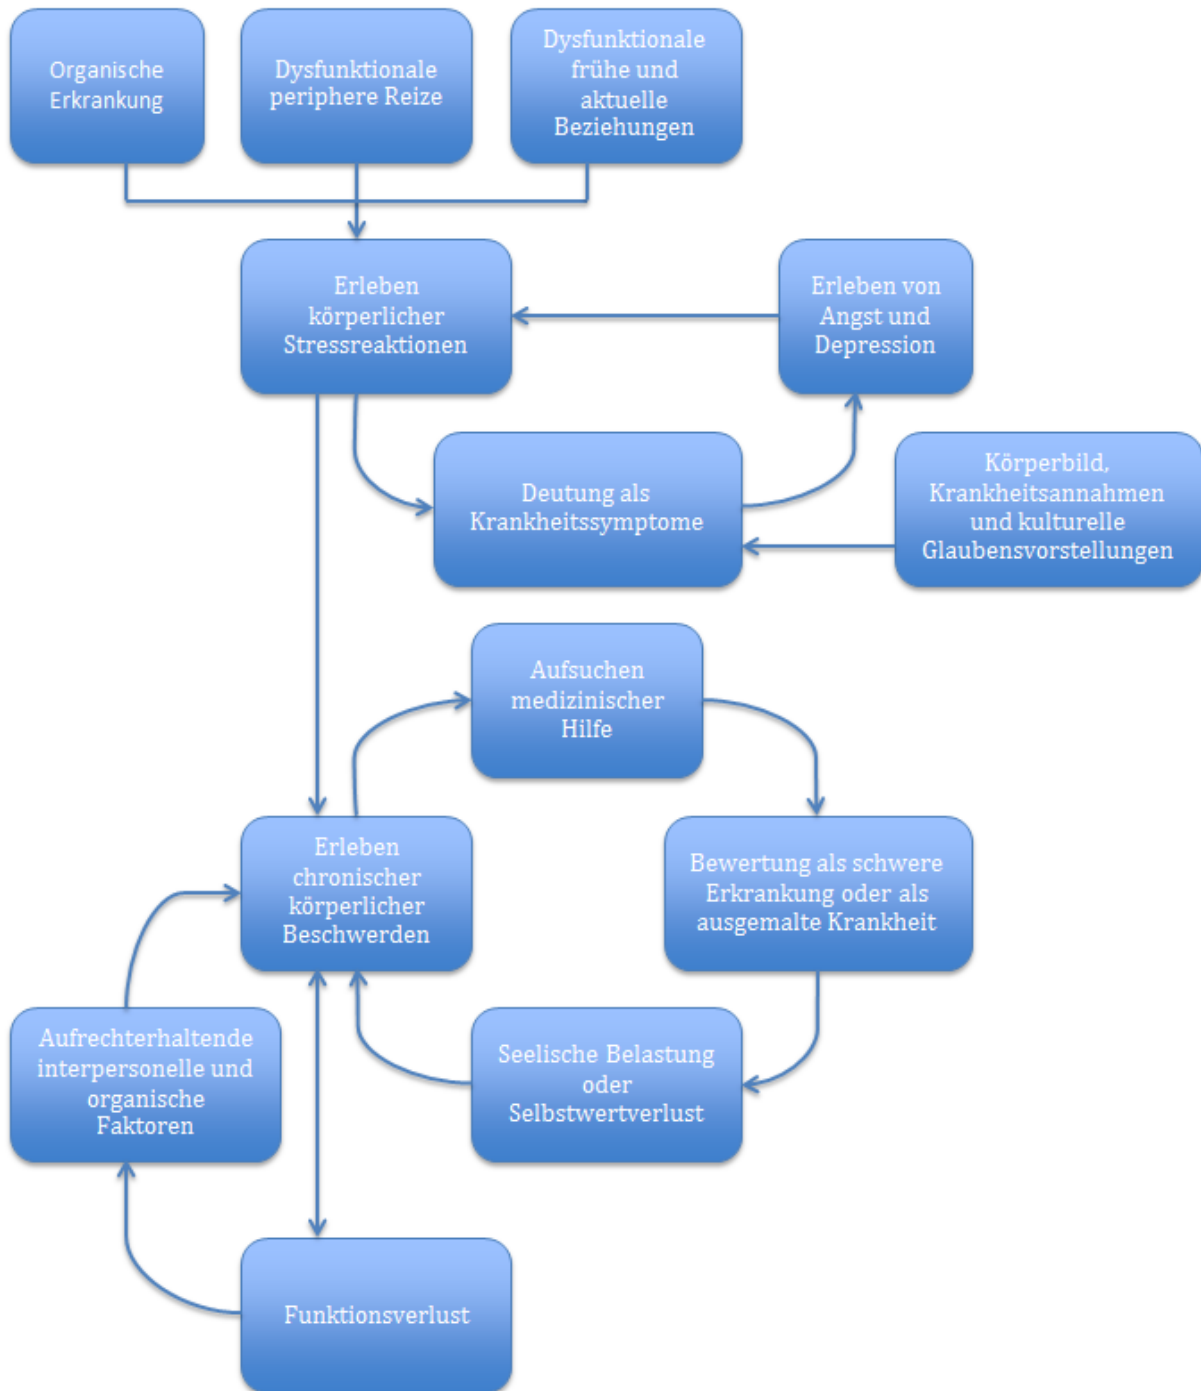 Organische
Erkrankung
Dysfunktionale
periphere Reize
Dysfunktionale
frühe und
aktuelle
Beziehungen
Erleben
körperlicher
Stressreaktionen
Erleben von
Angst und
Depression
Deutung als
Krankheitssymptome
Körperbild,
Krankheitsannahmen
und kulturelle
Glaubensvorstellungen
Aufsuchen
medizinischer
Hilfe
Erleben
chronischer
körperlicher
Beschwerden
Bewertung als schwere
Erkrankung oder als
ausgemalte Krankheit
Aufrechterhaltende
interpersonelle und
organische
Faktoren
Seelische Belastung
oder
Selbstwertverlust
Funktionsverlust